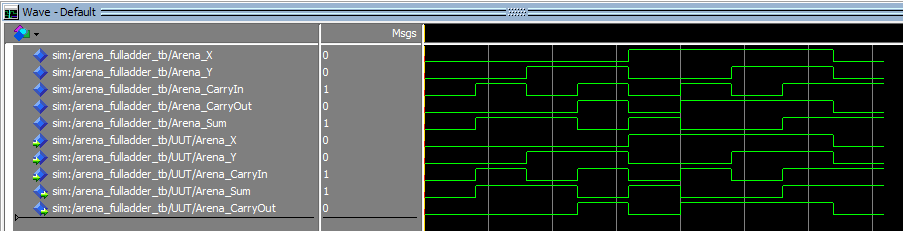 Wave - Default
Msgs
sim:/arena_fulladder_tb/Arena_X 0
sim:/arena_fulladder_tb/Arena_Y 0
sim:/arena_fulladder_tb/Arena_CarryIn 1
sim:/arena_fulladder_tb/Arena_CarryOut 0
sim:/arena_fulladder_tb/Arena_Sum 1
sim:/arena_fulladder_tb/UUT/Arena_X 0
sim:/arena_fulladder_tb/UUT/Arena_Y 0
sim:/arena_fulladder_tb/UUT/Arena_CarryIn 1
sim:/arena_fulladder_tb/UUT/Arena_Sum 1
sim:/arena_fulladder_tb/UUT/Arena_CarryOut 0